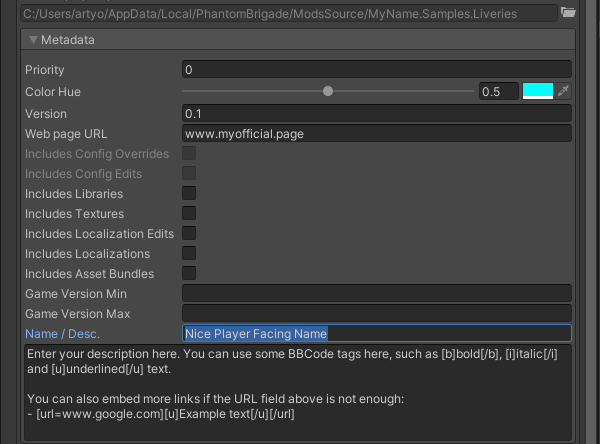 C:/Users/artyo/AppData/Local/PhantomBrigade/ModsSource/MyName.Samples.Liveries
Metadata
Priority 0
Color Hue 0.5
Version 0.1
Web page URL www.myofficial.page
Includes Config Overrides
Includes Config Edits
Includes Libraries
Includes Textures
Includes Localization Edits
Includes Localizations
Includes Asset Bundles
Game Version Min
Game Version Max
Name / Desc. Nice Player Facing Name
Enter your description here. You can use some BBCode tags here, such as [b]bold[/b], [i]italic[/i]
and [u]underlined[/u] text.
You can also embed more links if the URL field above is not enough:
- [url=www.google.com][u]Example text[/u][/url]